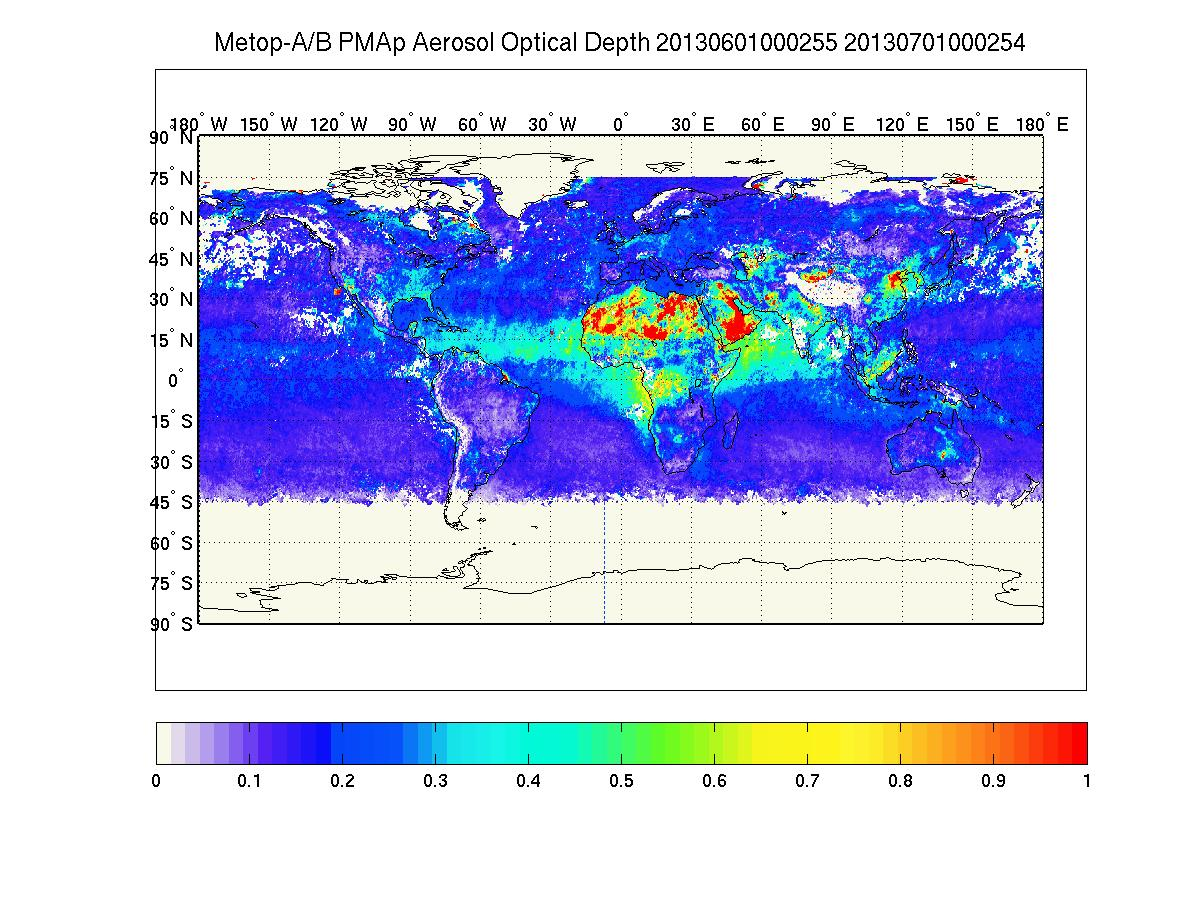 Metop-A/B PMAp Aerosol Optical Depth 20130601000255 20130701000254
180° W 150° W 120° W 90° W 60° W 30° W 0° 30° E 60° E 90° E 120° E 150° E 180° E
90° N
75° N
60° N
45° N
30° N
15° N
0°
15° S
30° S
45° S
60° S
75° S
90° S
0 0.1 0.2 0.3 0.4 0.5 0.6 0.7 0.8 0.9 1